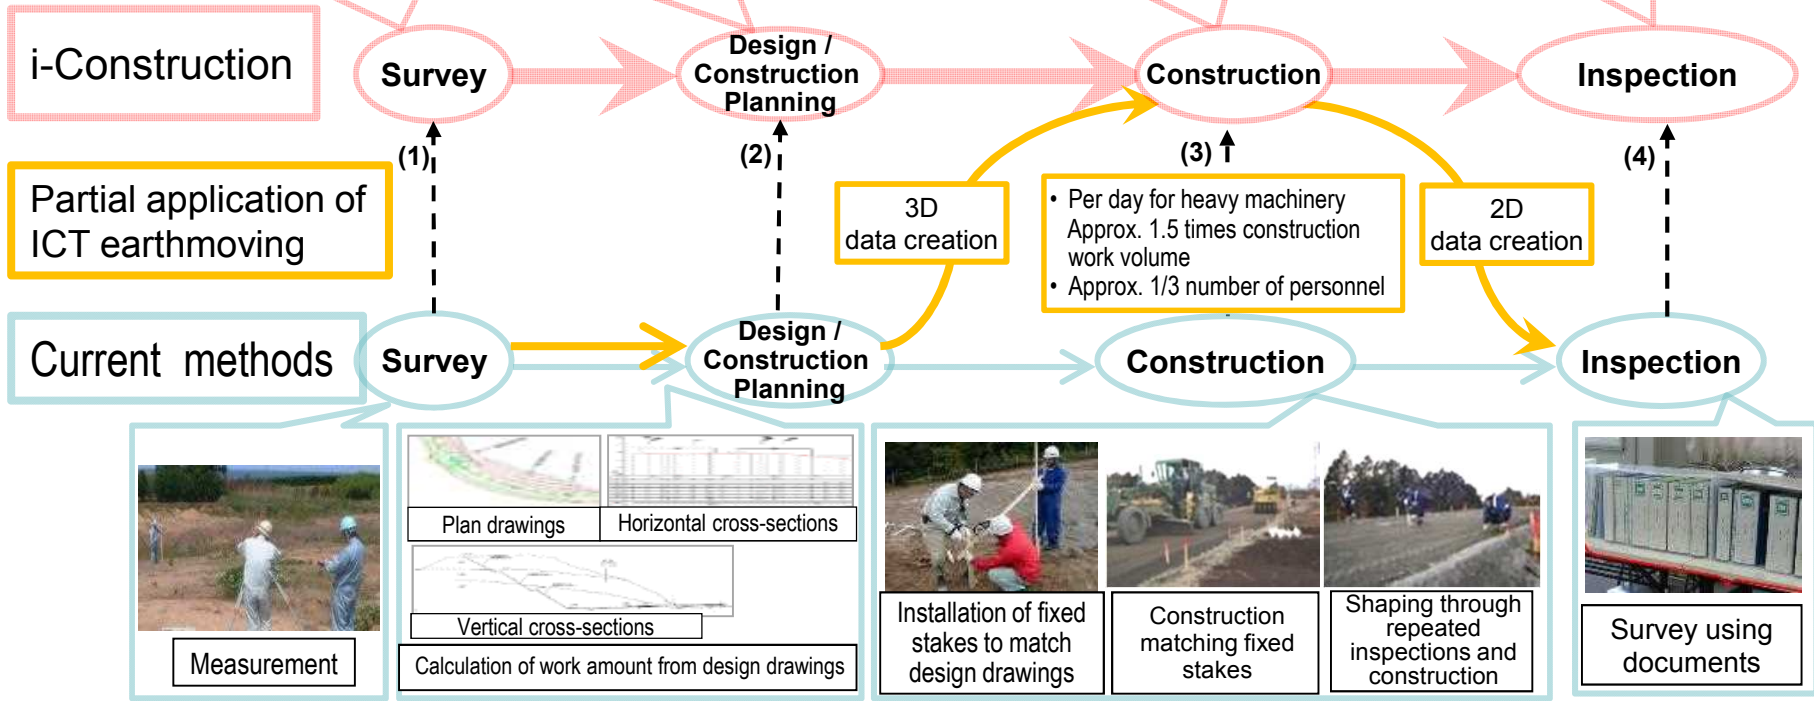 i-Construction
Survey
Design /
Construction
Planning
Construction
Inspection
(1)
(2)
(3)
(4)
Partial application of
ICT earthmoving
3D
data creation
• Per day for heavy machinery
Approx. 1.5 times construction
work volume
• Approx. 1/3 number of personnel
2D
data creation
Current methods
Survey
Design /
Construction
Planning
Construction
Inspection
Measurement
Plan drawings
Horizontal cross-sections
Vertical cross-sections
Calculation of work amount from design drawings
Installation of fixed
stakes to match
design drawings
Construction
matching fixed
stakes
Shaping through
repeated
inspections and
construction
Survey using
documents